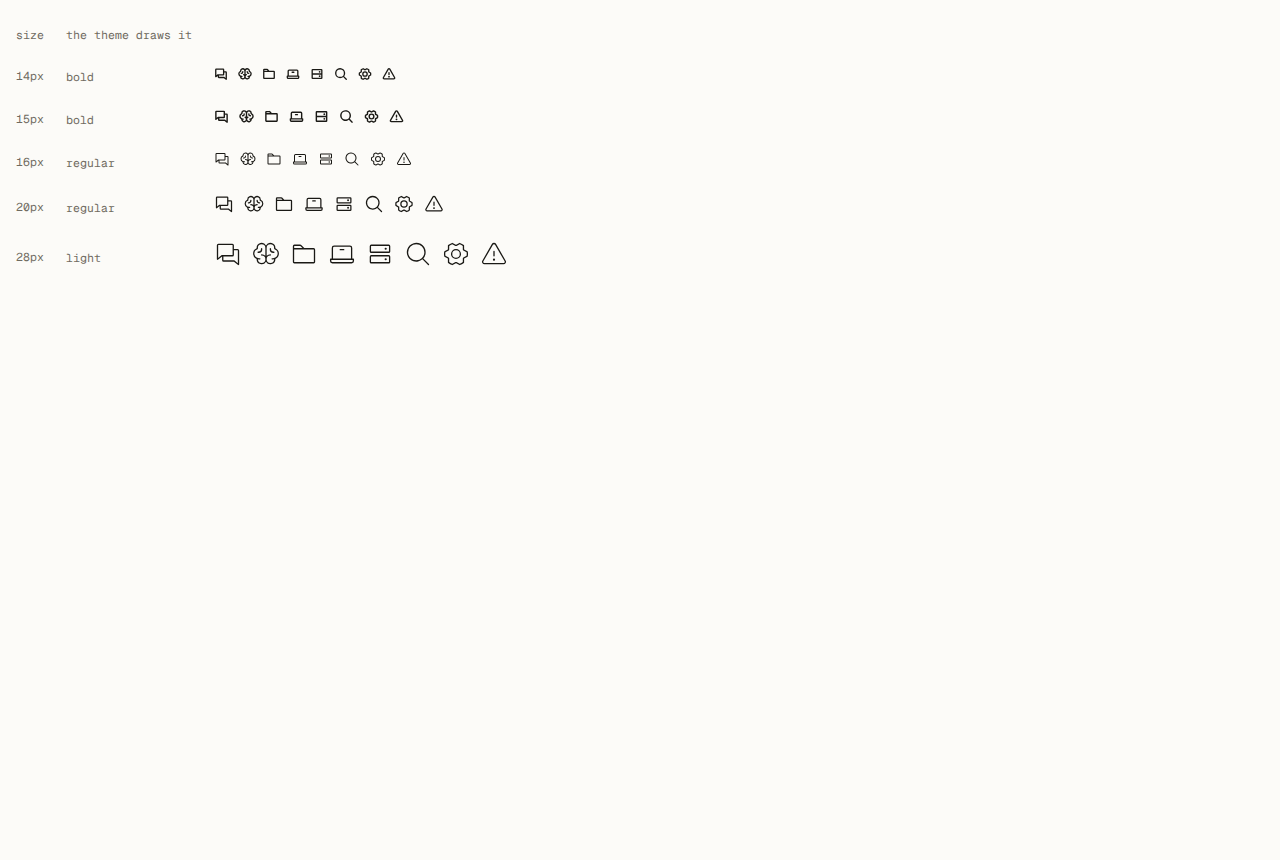 size the theme draws it
14px bold
15px bold
16px regular
20px regular
28px light